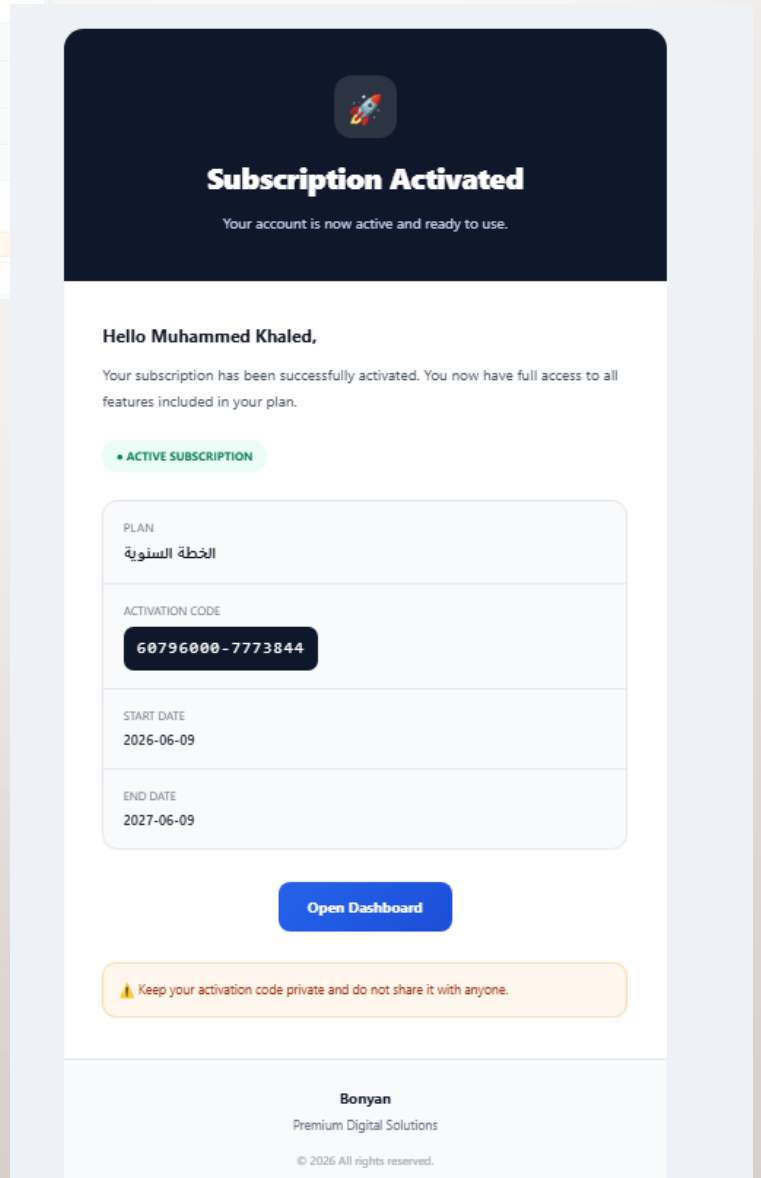 Subscription Activated
Your account is now active and ready to use.
Hello Muhammed Khaled,
Your subscription has been successfully activated. You now have full access to all
features included in your plan.
• ACTIVE SUBSCRIPTION
PLAN
الخطة السنوية
ACTIVATION CODE
60796000-7773844
START DATE
2026-06-09
END DATE
2027-06-09
Open Dashboard
⚠️ Keep your activation code private and do not share it with anyone.
Bonyan
Premium Digital Solutions
© 2026 All rights reserved.